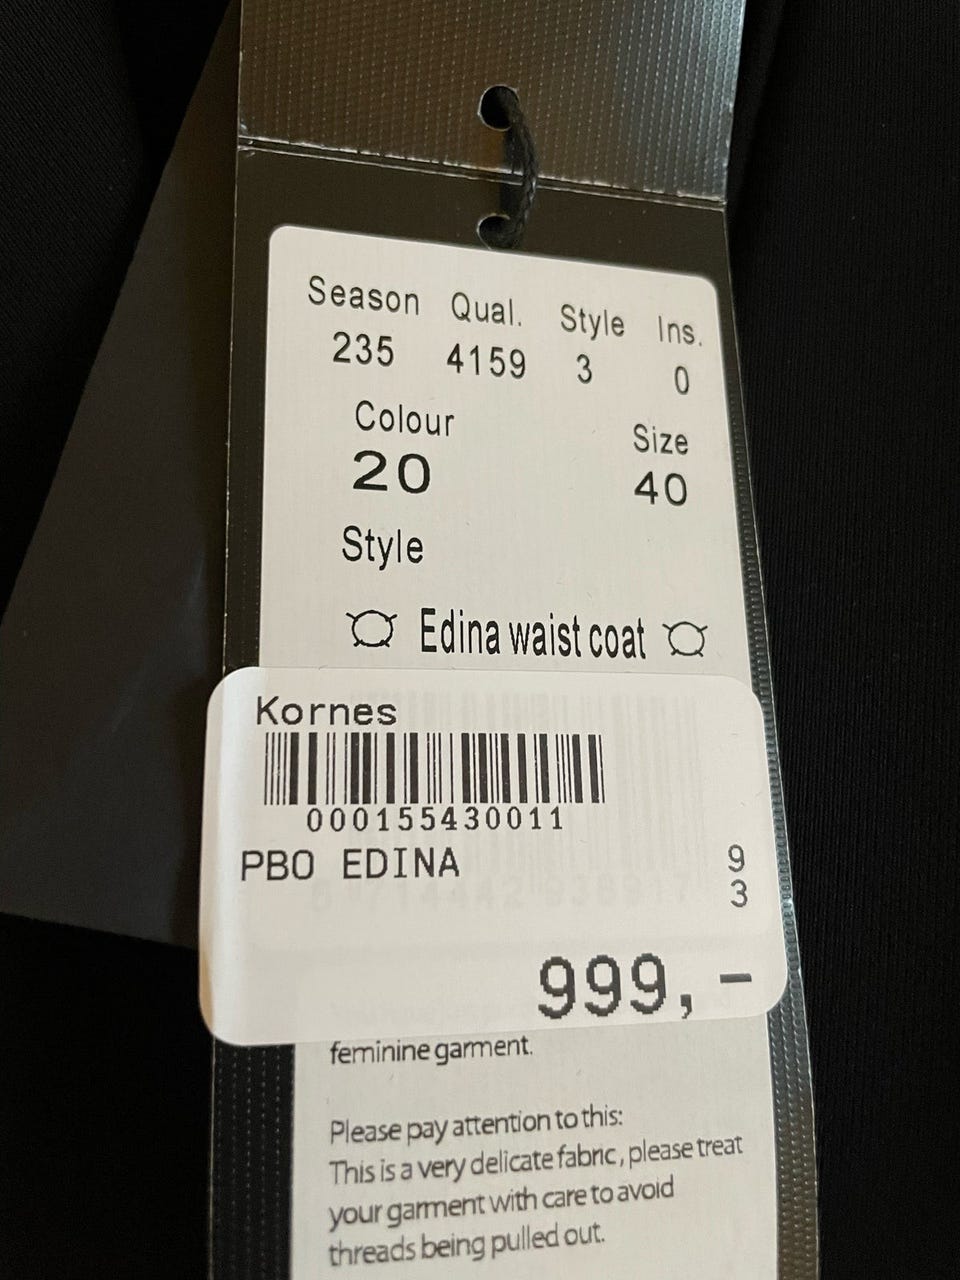 Season Qual. Style Ins.
235 4159 3 0
Colour Size
20 40
Style
¤ Edina waist coat ¤
Kornes
000155430011
PBO EDINA 9
3
999,-
feminine garment.
Please pay attention to this:
This is a very delicate fabric, please treat
your garment with care to avoid
threads being pulled out.